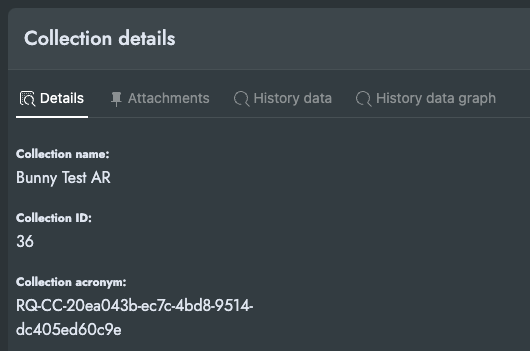 Collection details
Details
Attachments
History data
History data graph
Collection name:
Bunny Test AR
Collection ID:
36
Collection acronym:
RQ-CC-20ea043b-ec7c-4bd8-9514-
dc405ed60c9e